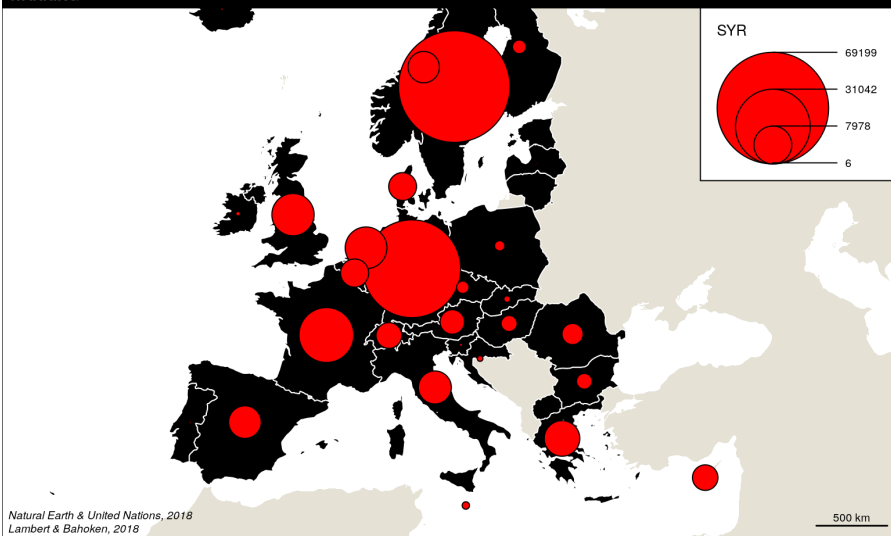 SYR
69199
31042
7978
6
Natural Earth & United Nations, 2018
Lambert & Bahoken, 2018
500 km